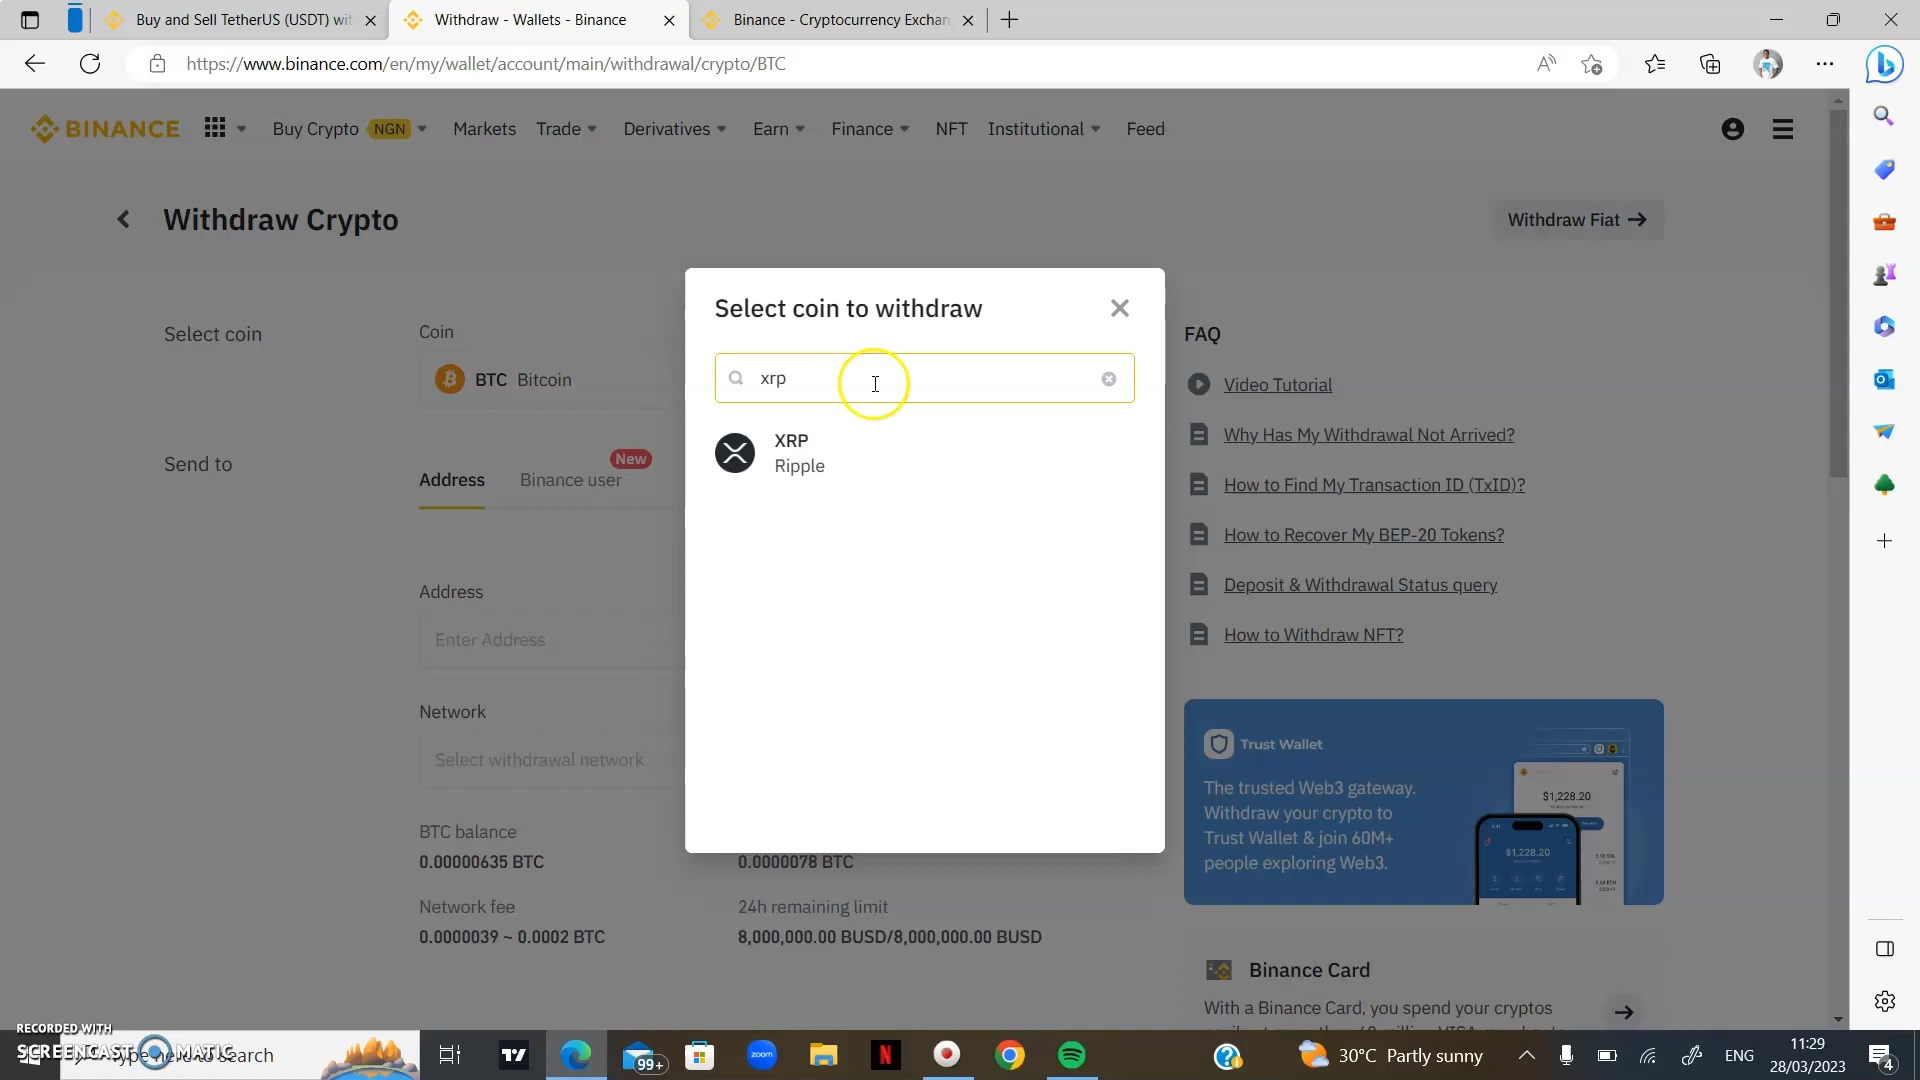 Buy and Sell TetherUS (USDT) wit
Withdraw - Wallets - Binance
Binance - Cryptocurrency Exchan
https://www.binance.com/en/my/wallet/account/main/withdrawal/crypto/BTC
BINANCE
Buy Crypto NGN
Markets
Trade
Derivatives
Earn
Finance
NFT
Institutional
Feed
Withdraw Crypto
Withdraw Fiat →
Select coin to withdraw
xrp
XRP
Ripple
Select coin
Coin
BTC Bitcoin
Send to
New
Address
Binance user
Address
Enter Address
Network
Select withdrawal network
BTC balance
0.00000635 BTC
0.0000078 BTC
Network fee
0.0000039 ~ 0.0002 BTC
24h remaining limit
8,000,000.00 BUSD/8,000,000.00 BUSD
FAQ
Video Tutorial
Why Has My Withdrawal Not Arrived?
How to Find My Transaction ID (TxID)?
How to Recover My BEP-20 Tokens?
Deposit & Withdrawal Status query
How to Withdraw NFT?
Trust Wallet
The trusted Web3 gateway.
Withdraw your crypto to
Trust Wallet & join 60M+
people exploring Web3.
$1,228.20
$1,228.20
Binance Card
With a Binance Card, you spend your cryptos
RECORDED WITH
SCREENCAST MATIC
Type here to search
99+
zoom
30°C Partly sunny
ENG
11:29
28/03/2023
4